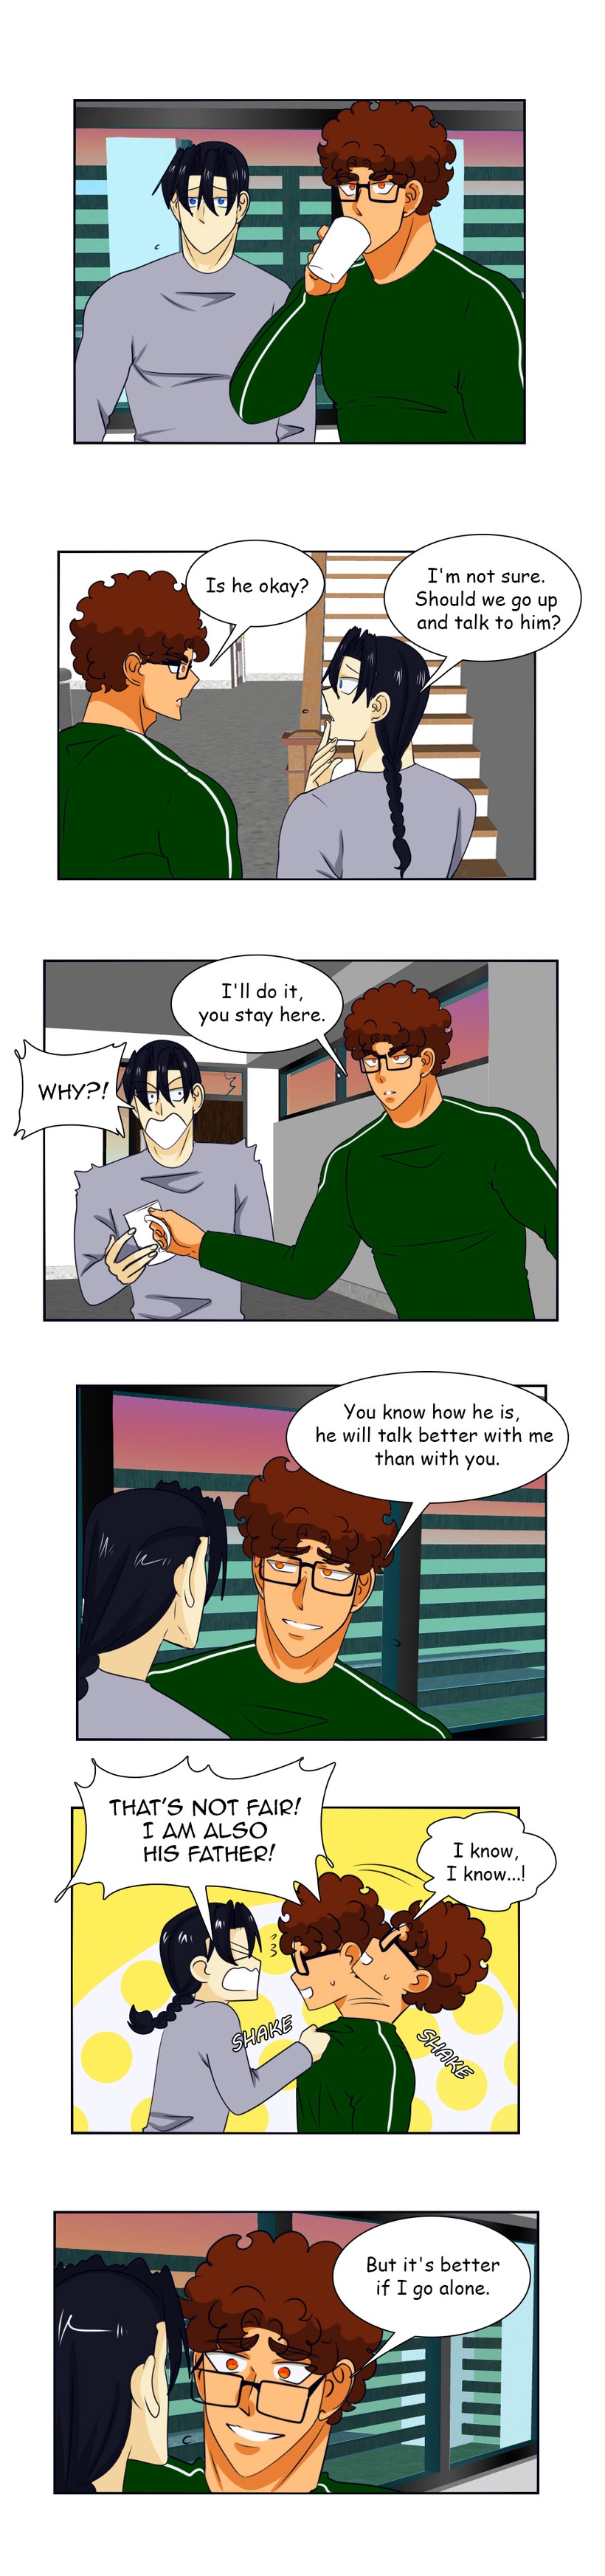 Is he okay?
I'm not sure.
Should we go up
and talk to him?
I'll do it,
you stay here.
WHY?!
You know how he is,
he will talk better with me
than with you.
THAT'S NOT FAIR!
I AM ALSO
HIS FATHER!
I know,
I know...!
SHAKE
SHAKE
But it's better
if I go alone.